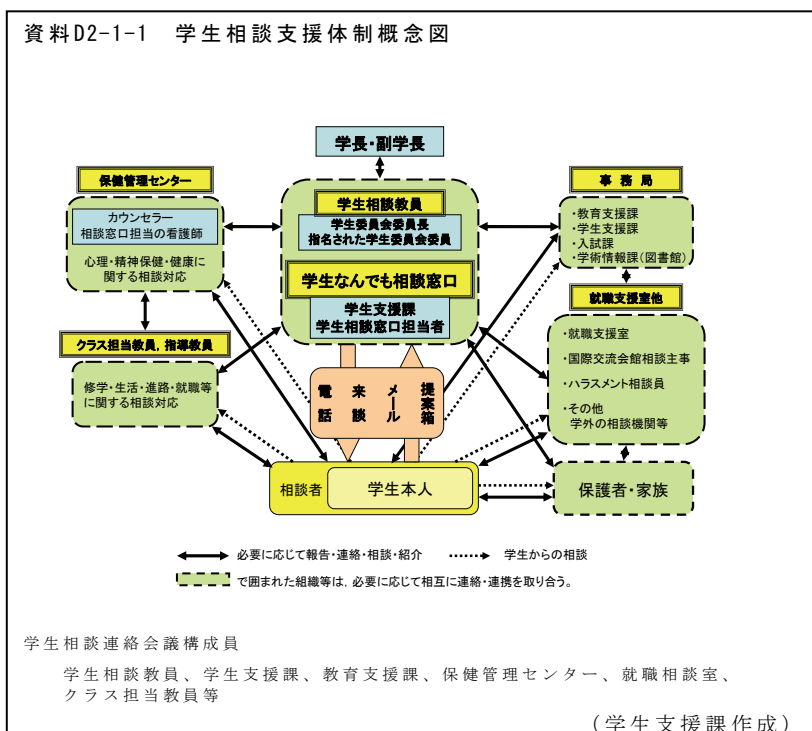 資料D2-1-1 学生相談支援体制概念図
学長・副学長
保健管理センター
カウンセラー
相談窓口担当の看護師
心理・精神保健・健康に
関する相談対応
学生相談教員
学生委員会委員長
指名された学生委員会委員
学生なんでも相談窓口
学生支援課
学生相談窓口担当者
事務局
・教育支援課
・学生支援課
・入試課
・学術情報課(図書館)
クラス担当教員,指導教員
修学・生活・進路・就職等
に関する相談対応
就職支援室他
・就職支援室
・国際交流会館相談主事
・ハラスメント相談員
・その他
学外の相談機関等
電話
来談
メール
提案箱
相談者
学生本人
保護者・家族
必要に応じて報告・連絡・相談・紹介
学生からの相談
で囲まれた組織等は,必要に応じて相互に連絡・連携を取り合う。
学生相談連絡会議構成員
学生相談教員、学生支援課、教育支援課、保健管理センター、就職相談室、
クラス担当教員等
(学生支援課作成)